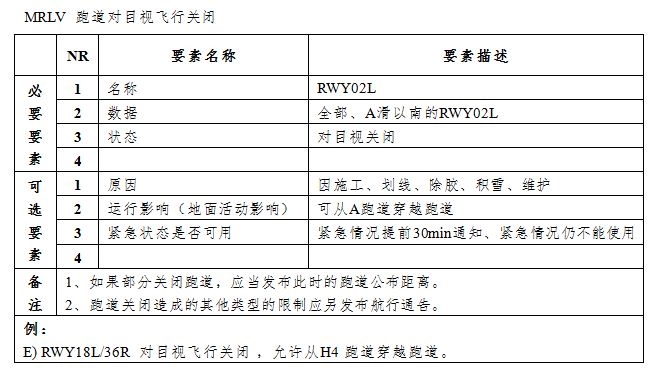 MRLV 跑道对目视飞行关闭
NR 要素名称 要素描述
必要要素
1 名称 RWY02L
2 数据 全部、A滑以南的RWY02L
3 状态 对目视关闭
4
可选要素
1 原因 因施工、划线、除胶、积雪、维护
2 运行影响（地面活动影响） 可从A跑道穿越跑道
3 紧急状态是否可用 紧急情况提前30min通知、紧急情况仍不能使用
4
备注
1、如果部分关闭跑道，应当发布此时的跑道公布距离。
2、跑道关闭造成的其他类型的限制应另发布航行通告。
例：
E) RWY18L/36R 对目视飞行关闭 ，允许从H4 跑道穿越跑道。